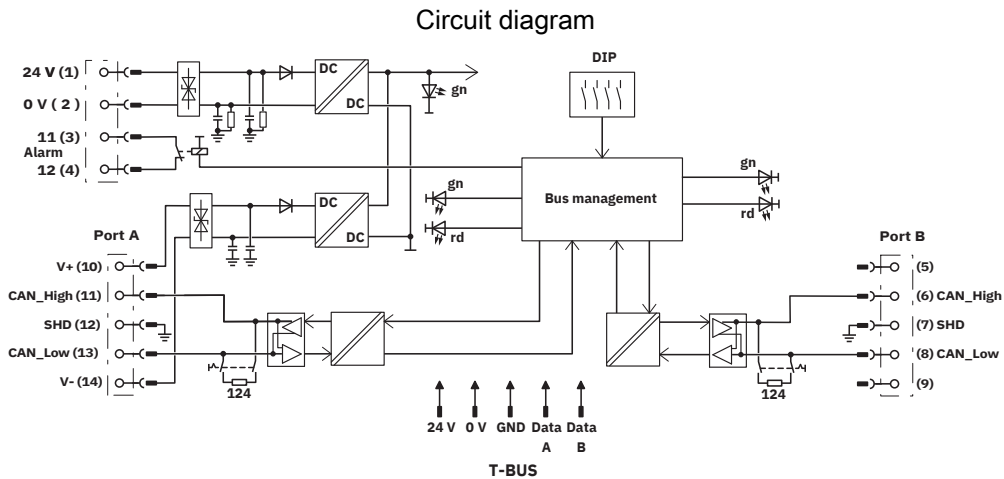 Circuit diagram
24 V (1)
0 V ( 2 )
11 (3)
Alarm
12 (4)
DC
DC
gn
DIP
Bus management
gn
rd
gn
rd
DC
DC
Port A
V+ (10)
CAN_High (11)
SHD (12)
CAN_Low (13)
V- (14)
124
Port B
(5)
(6) CAN_High
(7) SHD
(8) CAN_Low
(9)
124
24 V 0 V GND Data Data
A B
T-BUS